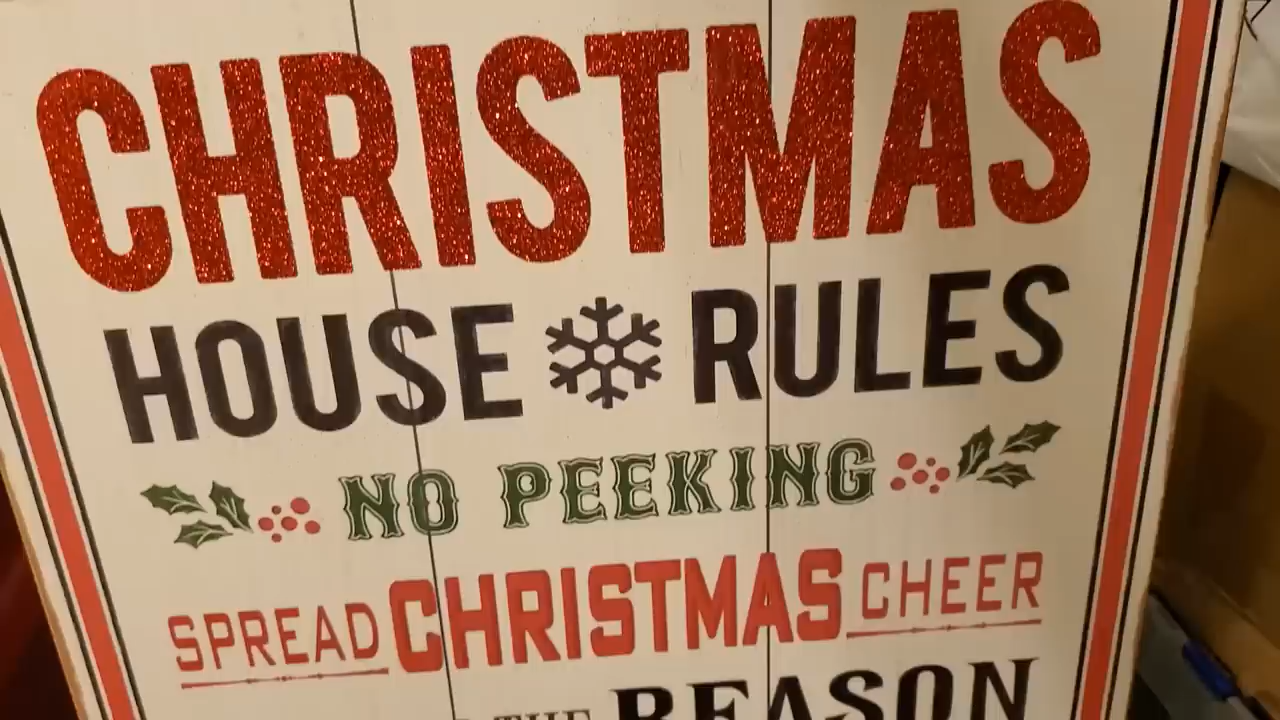 CHRISTMAS
HOUSE RULES
NO PEEKING
SPREAD CHRISTMAS CHEER
THE REASON